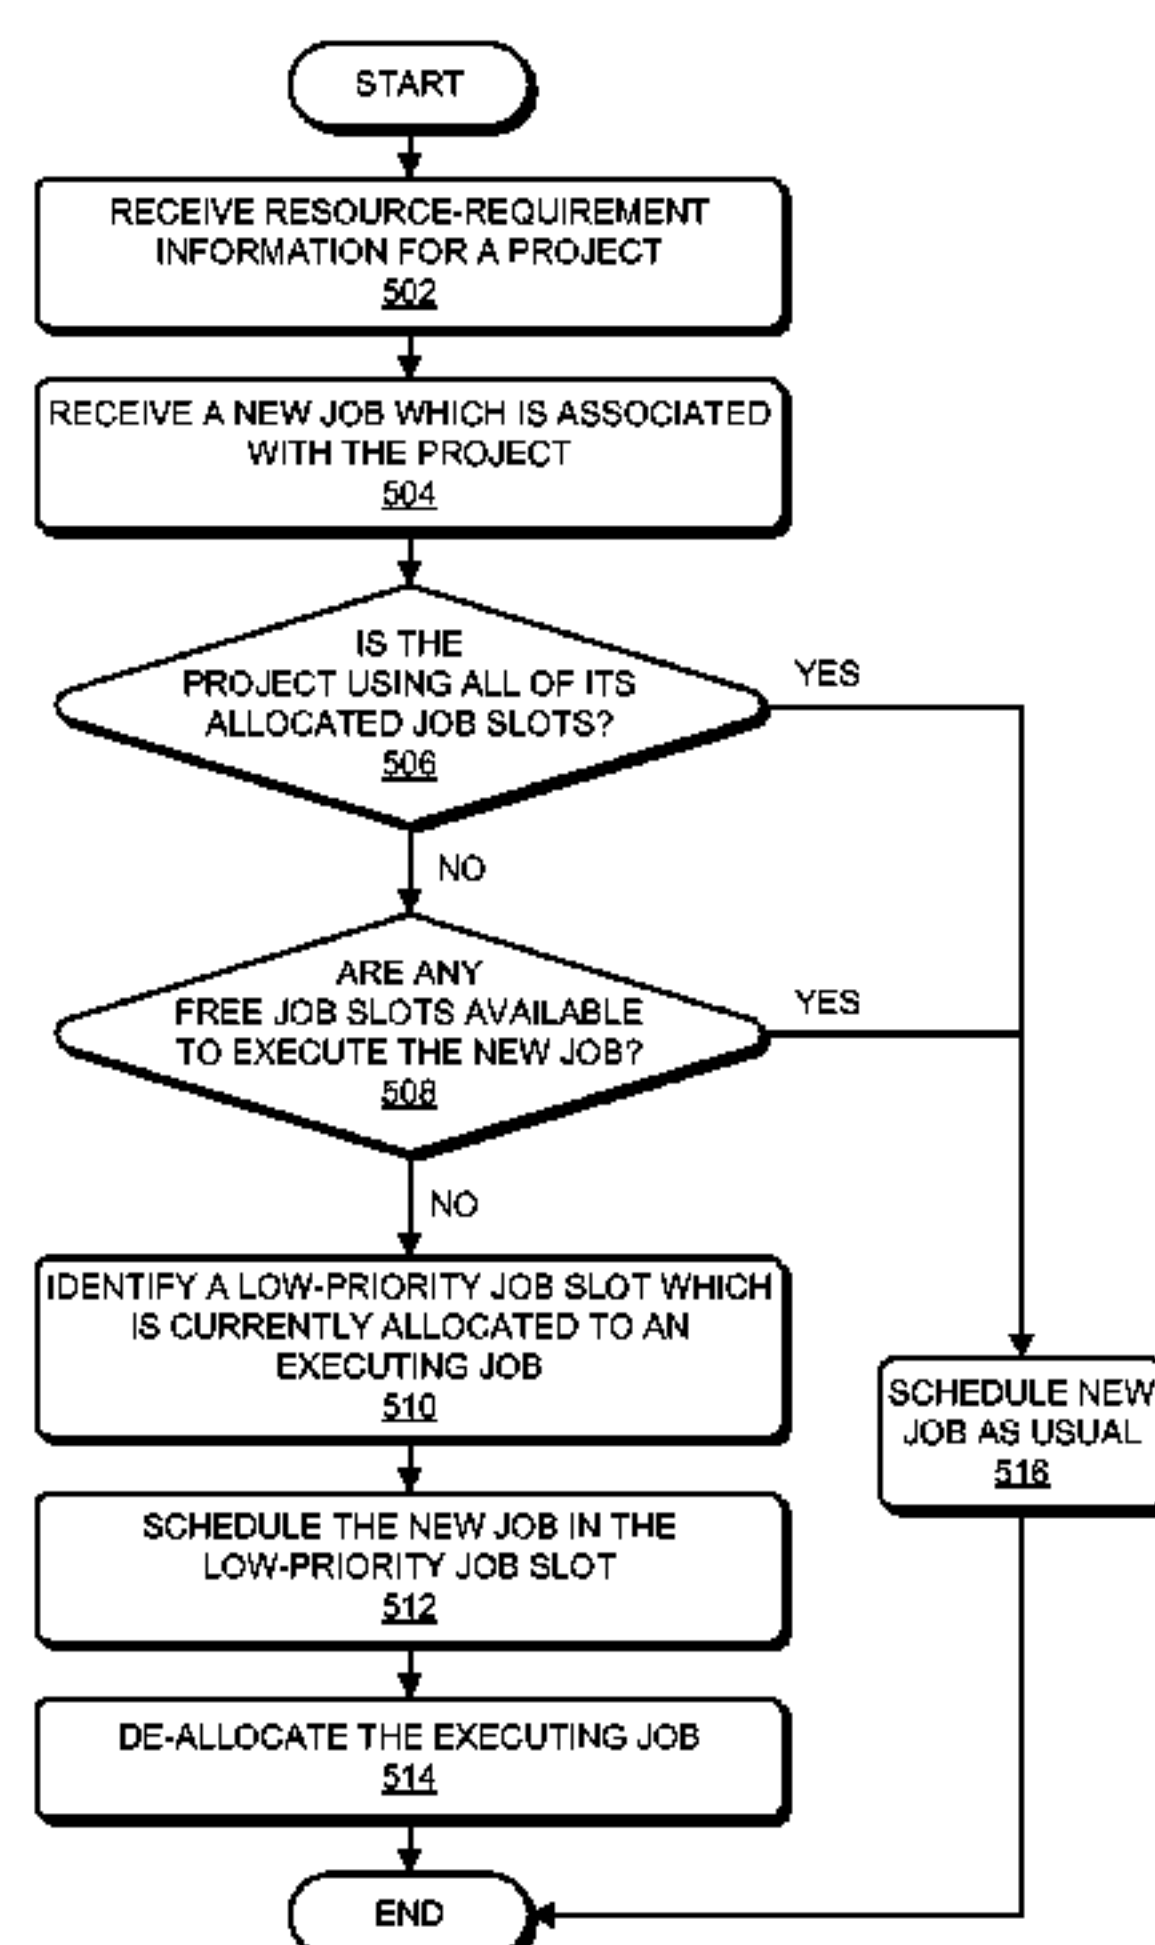 START
RECEIVE RESOURCE-REQUIREMENT
INFORMATION FOR A PROJECT
502
RECEIVE A NEW JOB WHICH IS ASSOCIATED
WITH THE PROJECT
504
IS THE
PROJECT USING ALL OF ITS
ALLOCATED JOB SLOTS?
506
YES
NO
ARE ANY
FREE JOB SLOTS AVAILABLE
TO EXECUTE THE NEW JOB?
508
YES
NO
IDENTIFY A LOW-PRIORITY JOB SLOT WHICH
IS CURRENTLY ALLOCATED TO AN
EXECUTING JOB
510
SCHEDULE NEW
JOB AS USUAL
516
SCHEDULE THE NEW JOB IN THE
LOW-PRIORITY JOB SLOT
512
DE-ALLOCATE THE EXECUTING JOB
514
END